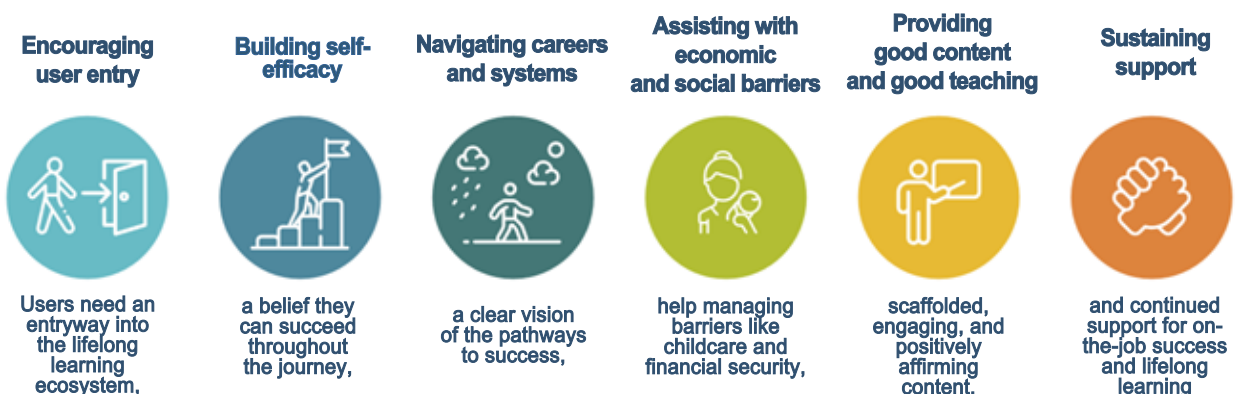 Encouraging
user entry
Users need an
entryway into
the lifelong
learning
ecosystem,
Building self-
efficacy
a belief they
can succeed
throughout
the journey,
Navigating careers
and systems
a clear vision
of the pathways
to success,
Assisting with
economic
and social barriers
help managing
barriers like
childcare and
financial security,
Providing
good content
and good teaching
scaffolded,
engaging, and
positively
affirming
content,
Sustaining
support
and continued
support for on-
the-job success
and lifelong
learning